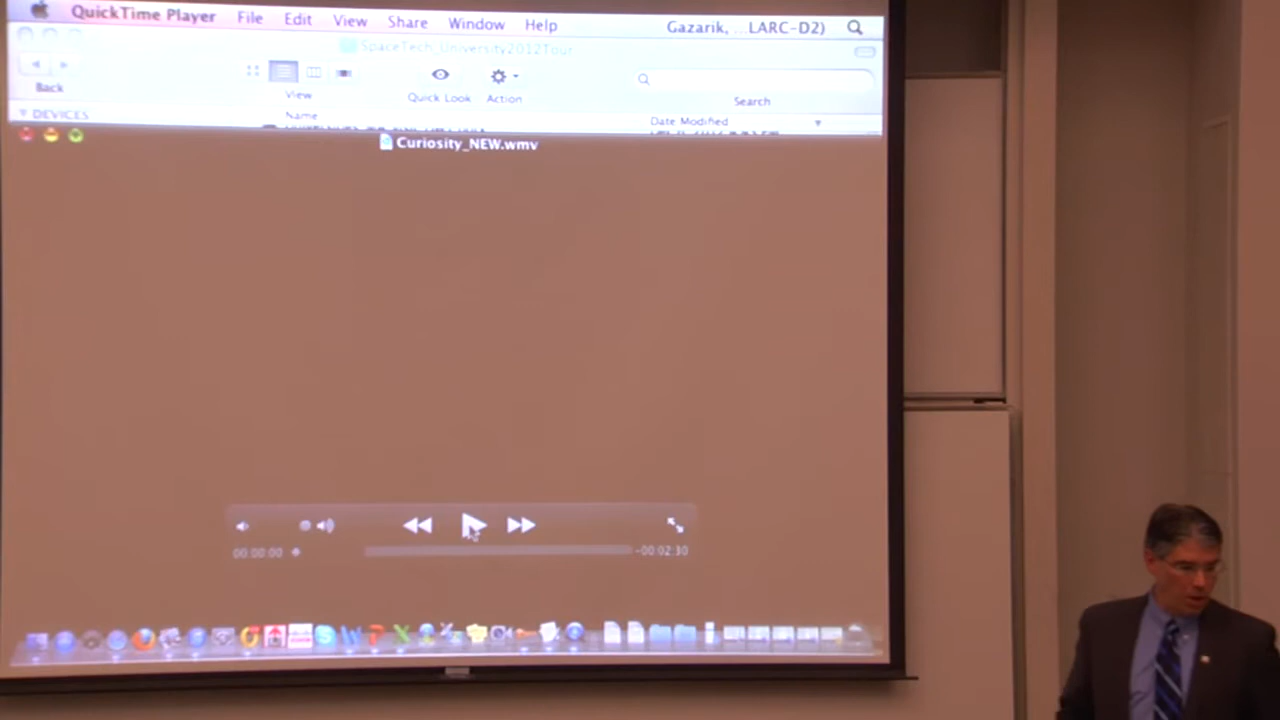 QuickTime Player File Edit View Share Window Help Gazarik, ...LARC-D2)
SpaceTech_University2012Tour
Back
View Quick Look Action Search
DEVICES Name Date Modified
Curiosity_NEW.wmv
00:00:00 -00:02:30